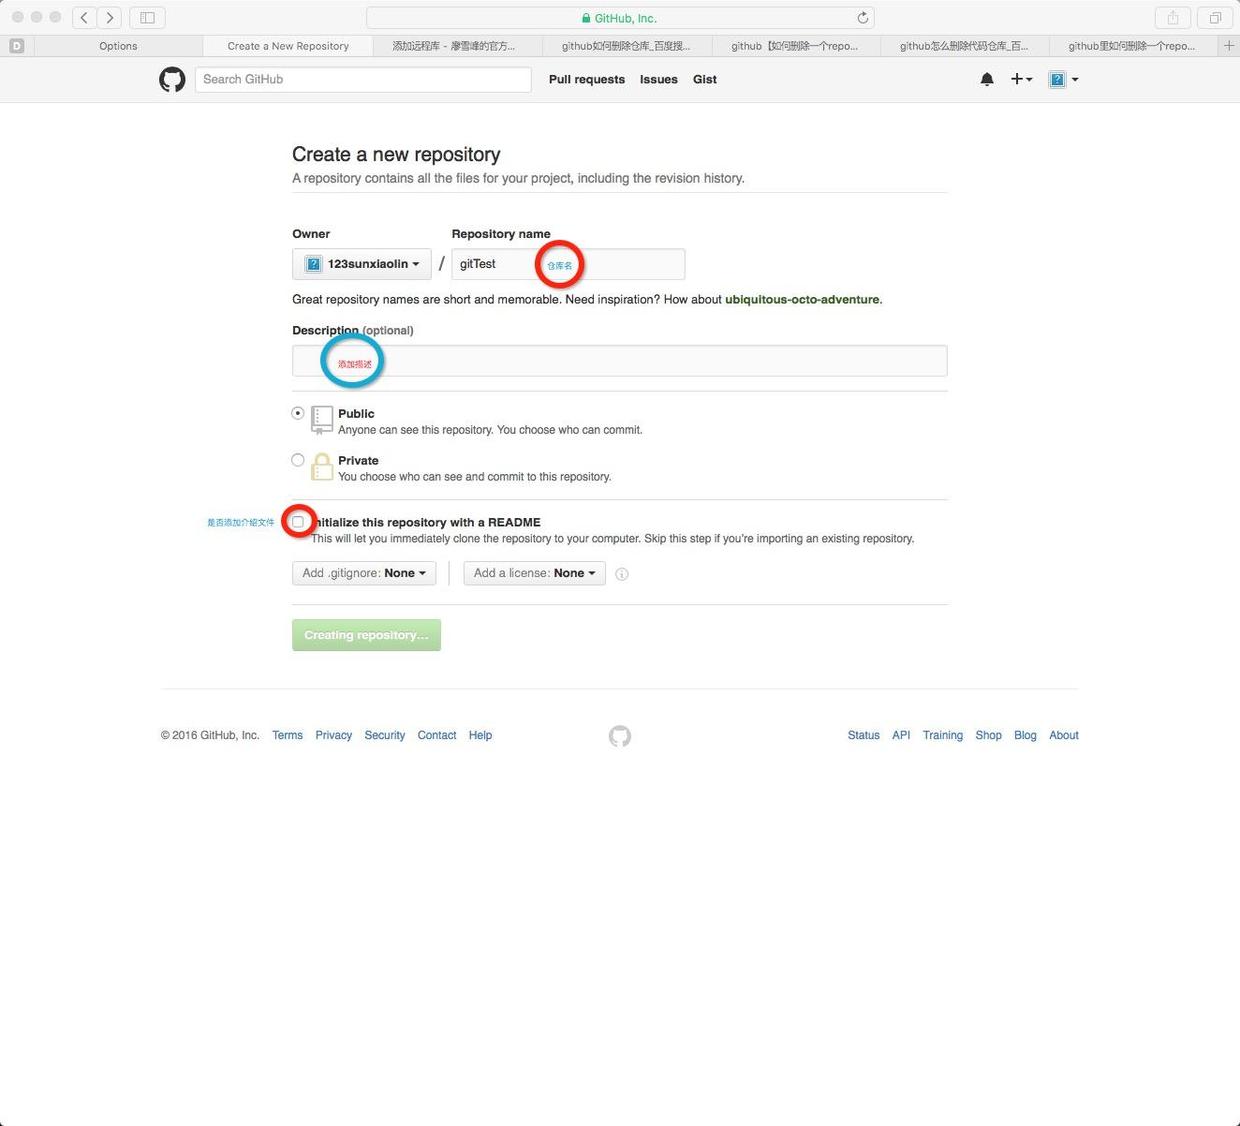 GitHub, Inc.
D
Options
Create a New Repository
添加远程库 - 廖雪峰的官方...
github如何删除仓库_百度搜...
github【如何删除一个repo...
github怎么删除代码仓库_百...
github里如何删除一个repo...
Search GitHub
Pull requests Issues Gist
Create a new repository
A repository contains all the files for your project, including the revision history.
Owner
Repository name
123sunxiaolin / gitTest 仓库名
Great repository names are short and memorable. Need inspiration? How about ubiquitous-octo-adventure.
Description (optional)
添加描述
Public
Anyone can see this repository. You choose who can commit.
Private
You choose who can see and commit to this repository.
是否添加介绍文件 Initialize this repository with a README
This will let you immediately clone the repository to your computer. Skip this step if you're importing an existing repository.
Add .gitignore: None Add a license: None
Creating repository...
© 2016 GitHub, Inc. Terms Privacy Security Contact Help
Status API Training Shop Blog About